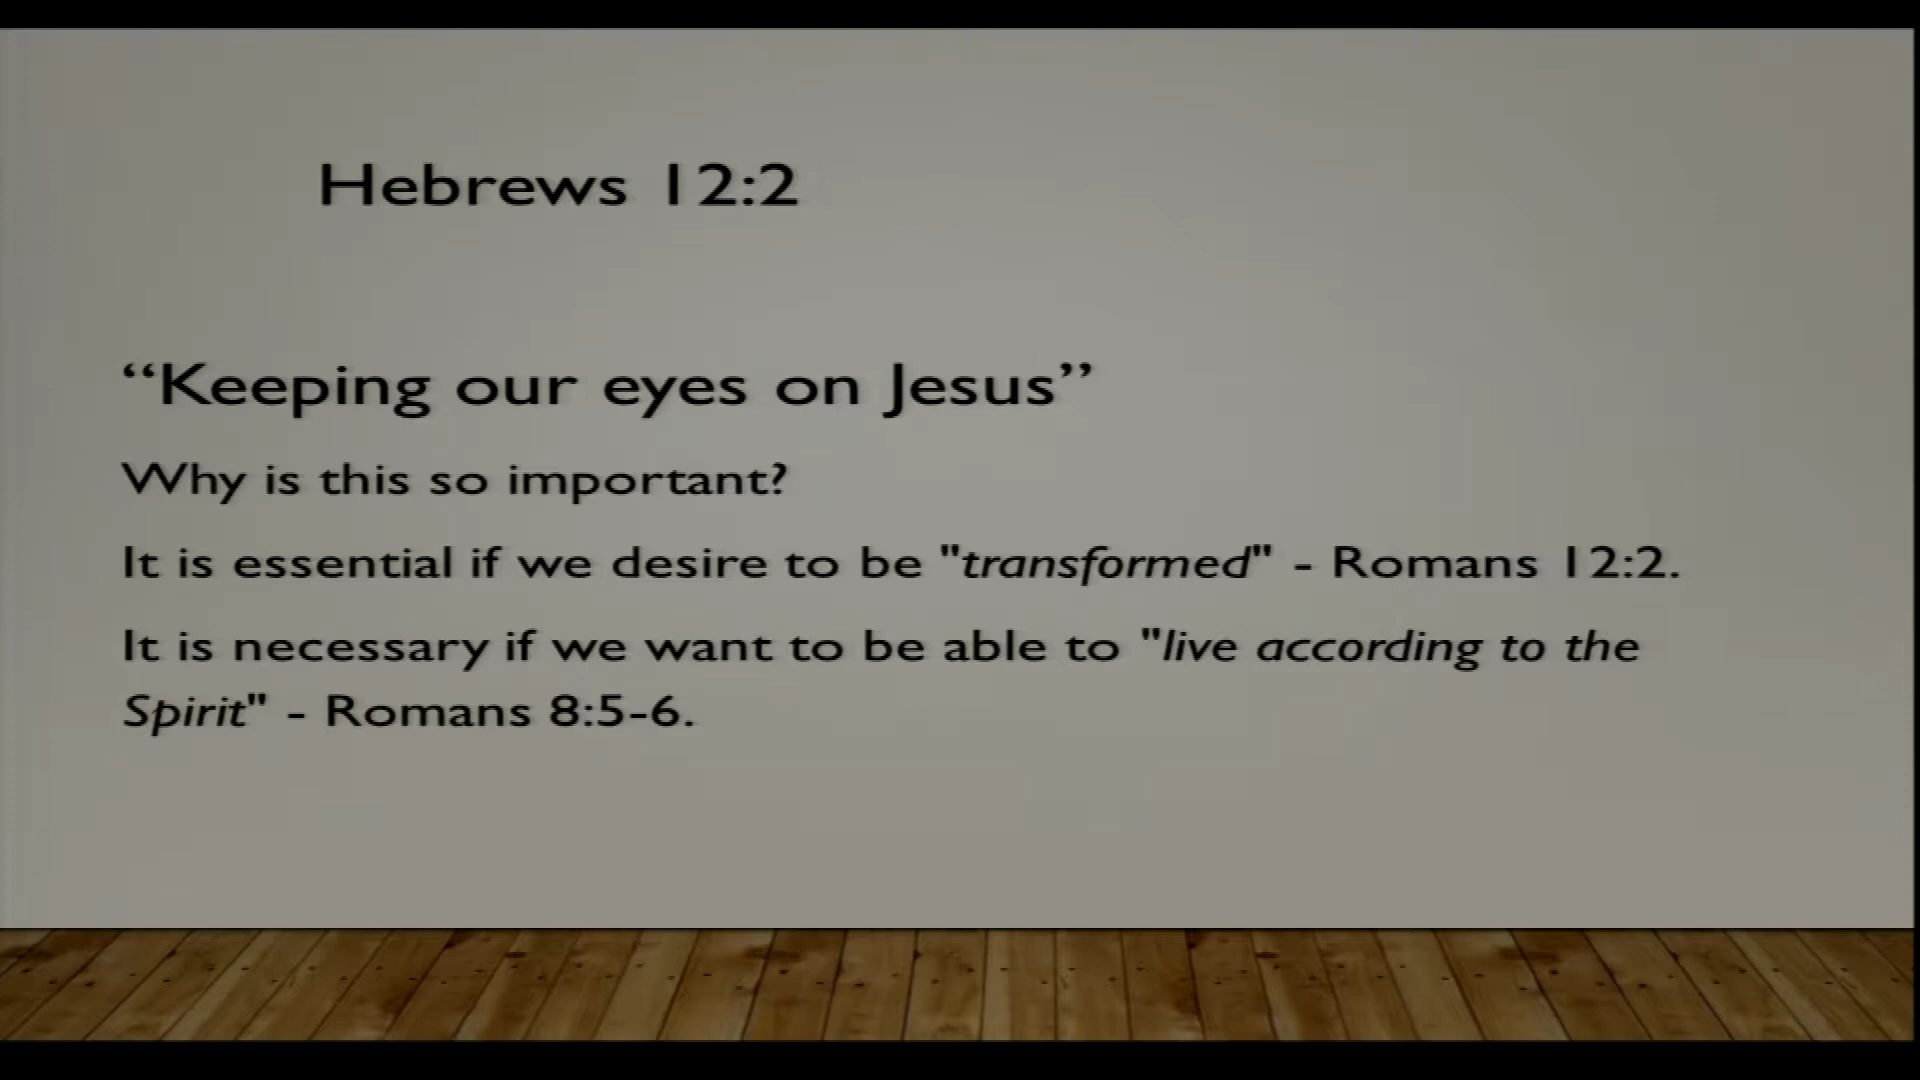 Hebrews 12:2
“Keeping our eyes on Jesus”
Why is this so important?
It is essential if we desire to be "transformed" - Romans 12:2.
It is necessary if we want to be able to "live according to the
Spirit" - Romans 8:5-6.